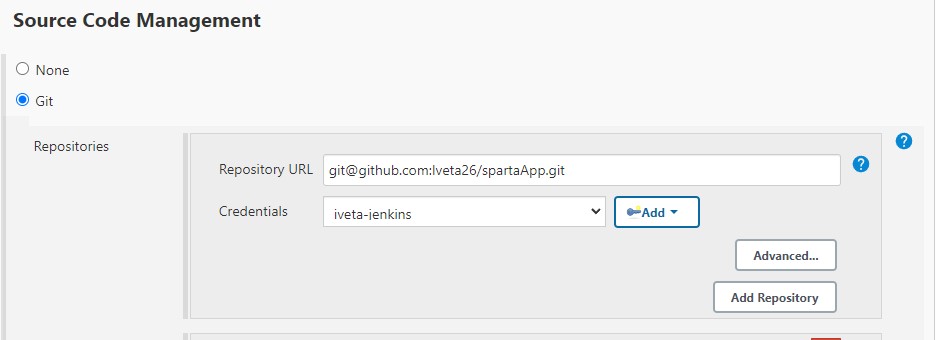 Source Code Management
None
Git
Repositories
?
Repository URL git@github.com:Iveta26/spartaApp.git ?
Credentials iveta-jenkins Add
Advanced...
Add Repository